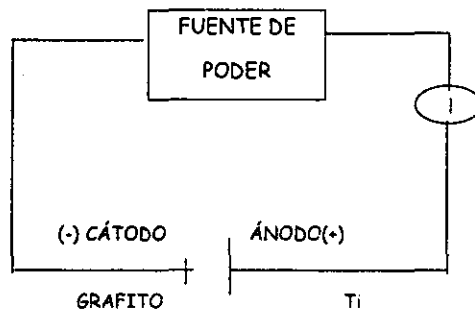 FUENTE DE
PODER
I
(-) CÁTODO
ÁNODO(+)
GRAFITO
Ti